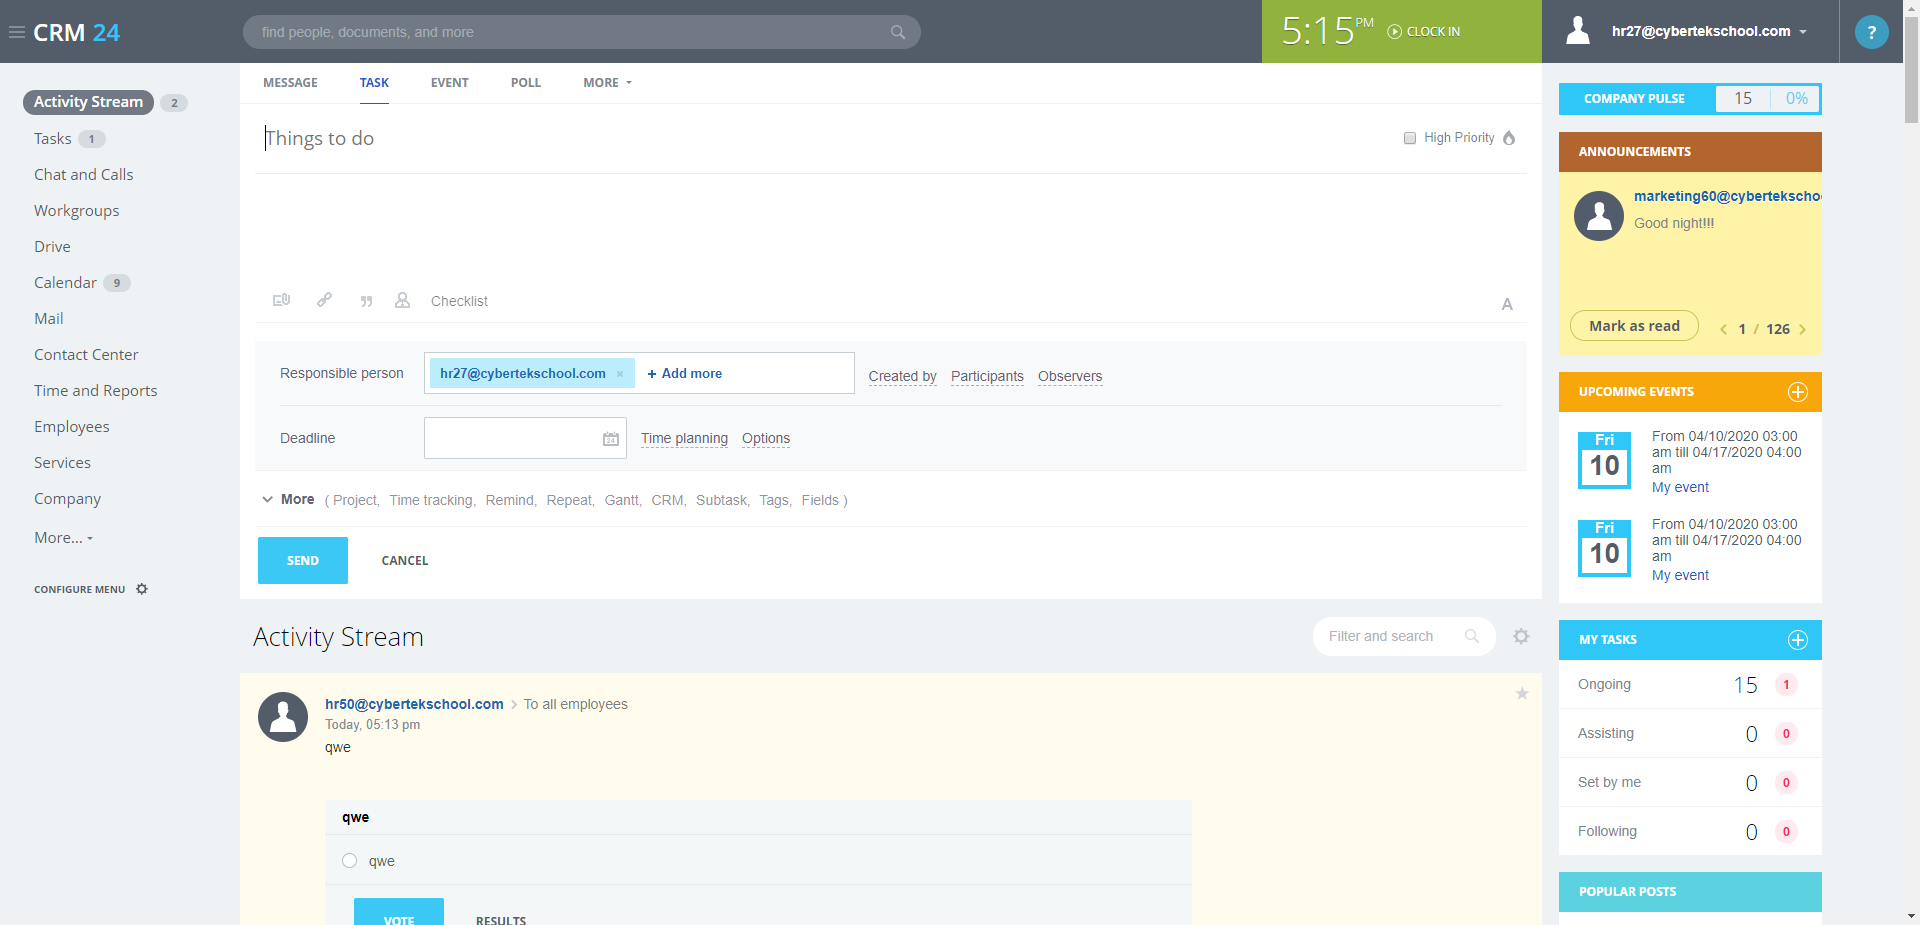 CRM 24
find people, documents, and more
5:15 PM
CLOCK IN
hr27@cybertekschool.com
?
Activity Stream 2
Tasks 1
Chat and Calls
Workgroups
Drive
Calendar 9
Mail
Contact Center
Time and Reports
Employees
Services
Company
More...
CONFIGURE MENU
MESSAGE TASK EVENT POLL MORE
Things to do
High Priority
Checklist
A
Responsible person
hr27@cybertekschool.com × + Add more
Created by Participants Observers
Deadline
24
Time planning Options
More ( Project, Time tracking, Remind, Repeat, Gantt, CRM, Subtask, Tags, Fields )
SEND CANCEL
Activity Stream
Filter and search
hr50@cybertekschool.com > To all employees
Today, 05:13 pm
qwe
qwe
qwe
VOTE RESULTS
COMPANY PULSE 15 0%
ANNOUNCEMENTS
marketing60@cyberteksch
Good night!!!
Mark as read
1 / 126
UPCOMING EVENTS
Fri
10
From 04/10/2020 03:00
am till 04/17/2020 04:00
am
My event
Fri
10
From 04/10/2020 03:00
am till 04/17/2020 04:00
am
My event
MY TASKS
Ongoing 15 1
Assisting 0 0
Set by me 0 0
Following 0 0
POPULAR POSTS